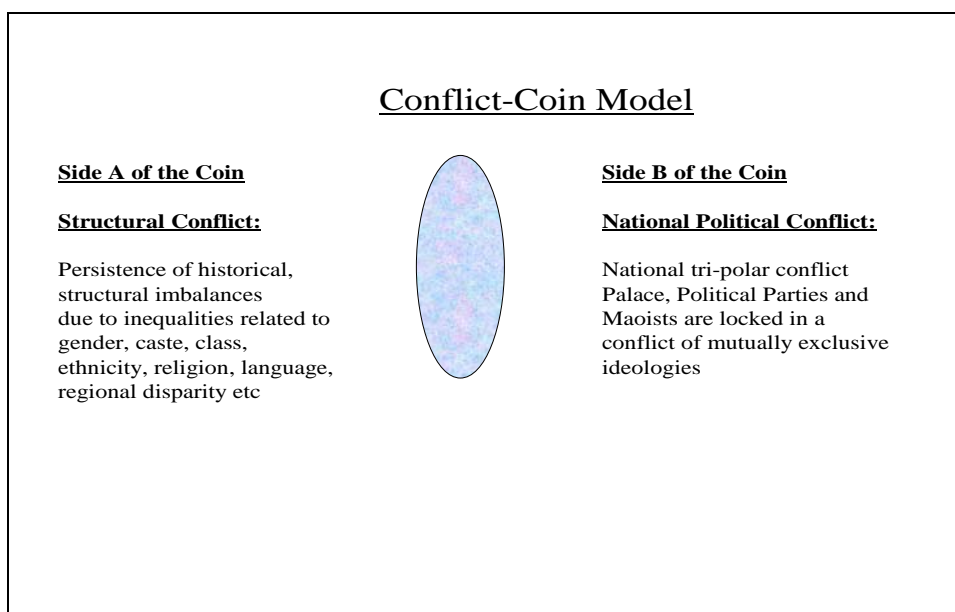 Conflict-Coin Model
Side A of the Coin
Structural Conflict:
Persistence of historical,
structural imbalances
due to inequalities related to
gender, caste, class,
ethnicity, religion, language,
regional disparity etc
Side B of the Coin
National Political Conflict:
National tri-polar conflict
Palace, Political Parties and
Maoists are locked in a
conflict of mutually exclusive
ideologies